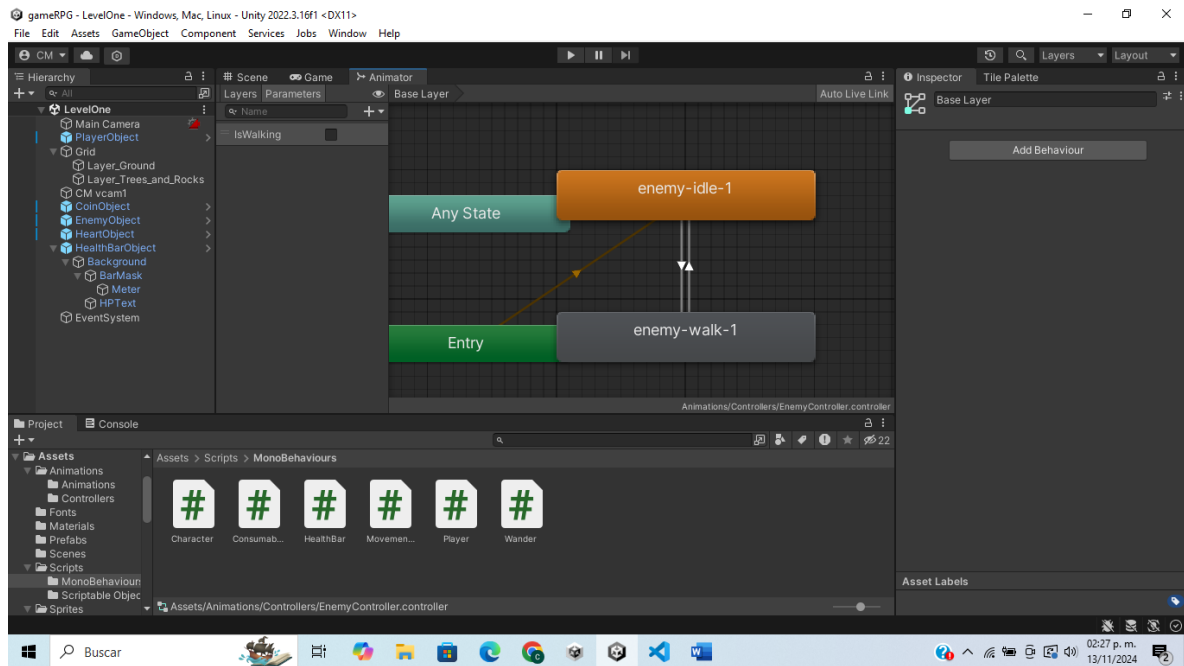 gameRPG - LevelOne - Windows, Mac, Linux - Unity 2022.3.16f1 <DX11>
File Edit Assets GameObject Component Services Jobs Window Help
CM
Layers
Layout
Hierarchy
All
LevelOne
Main Camera
PlayerObject
Grid
Layer_Ground
Layer_Trees_and_Rocks
CM vcam1
CoinObject
EnemyObject
HeartObject
HealthBarObject
Background
BarMask
Meter
HPText
EventSystem
Scene Game Animator
Layers Parameters
Base Layer
Auto Live Link
Name
IsWalking
enemy-idle-1
Any State
enemy-walk-1
Entry
Animations/Controllers/EnemyController.controller
Inspector Tile Palette
Base Layer
Add Behaviour
Asset Labels
Project Console
22
Assets
Animations
Animations
Controllers
Fonts
Materials
Prefabs
Scenes
Scripts
MonoBehaviours
Scriptable Objec
Sprites
Assets > Scripts > MonoBehaviours
Character
Consumab...
HealthBar
Movemen...
Player
Wander
Assets/Animations/Controllers/EnemyController.controller
Buscar
02:27 p. m.
13/11/2024
2